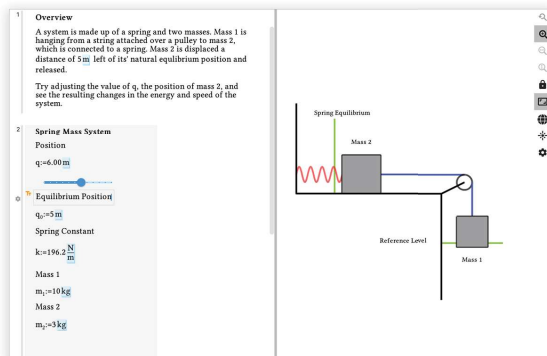 1
Overview
A system is made up of a spring and two masses. Mass 1 is
hanging from a string attached over a pulley to mass 2,
which is connected to a spring. Mass 2 is displaced a
distance of 5 m left of its' natural equlibrium position and
released.
Try adjusting the value of q, the position of mass 2, and
see the resulting changes in the energy and speed of the
system.
2
Spring Mass System
Position
q:=6.00 m
Equilibrium Position
q₀:=5 m
Spring Constant
k:=196.2 N/m
Mass 1
m₁:=10 kg
Mass 2
m₂:=3 kg
Spring Equilibrium
Mass 2
Reference Level
Mass 1